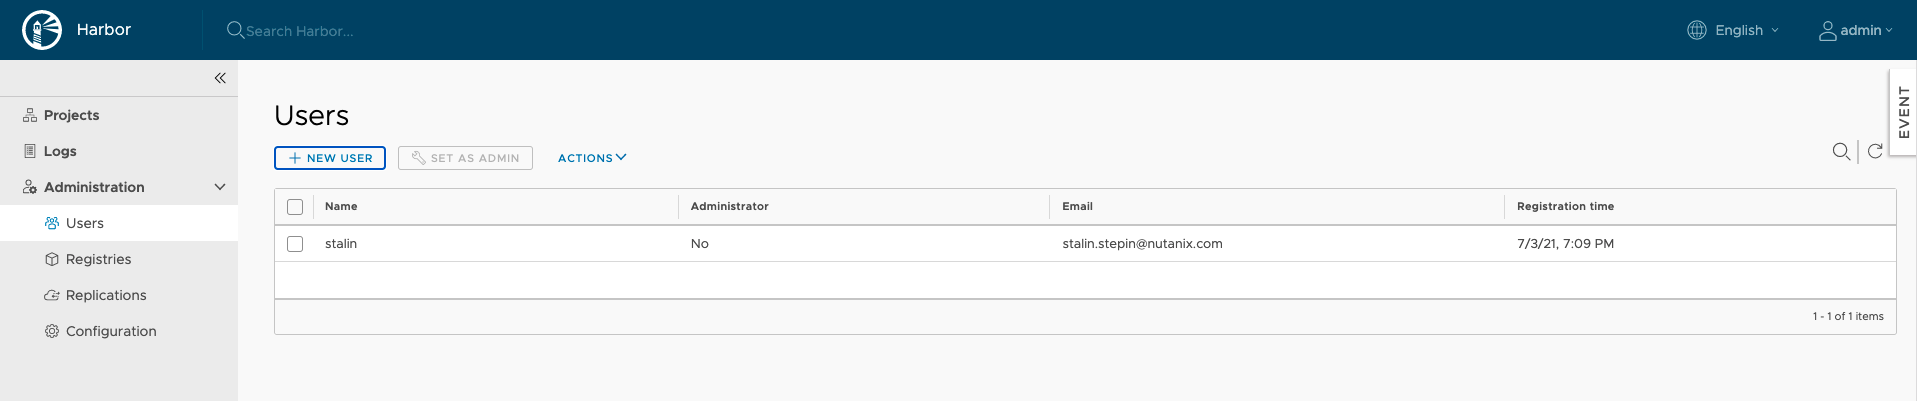 Harbor
Search Harbor...
English
admin
Projects
Logs
Administration
Users
Registries
Replications
Configuration
Users
NEW USER
SET AS ADMIN
ACTIONS
EVENT
Name Administrator Email Registration time
stalin No stalin.stepin@nutanix.com 7/3/21, 7:09 PM
1 - 1 of 1 items